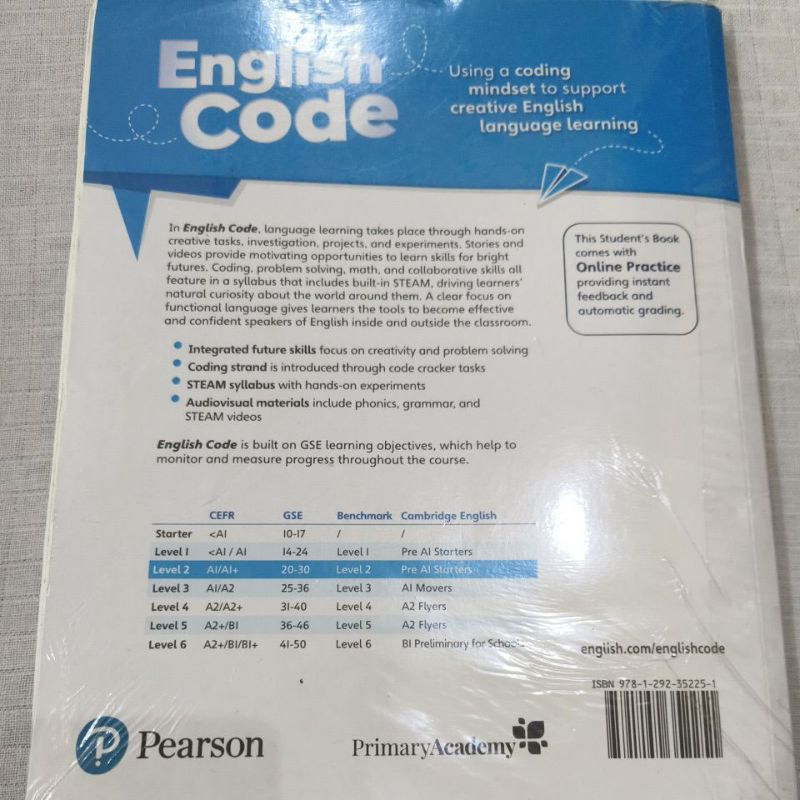 English
Code
Using a coding
mindset to support
creative English
language learning
In English Code, language learning takes place through hands-on
creative tasks, investigation, projects, and experiments. Stories and
videos provide motivating opportunities to learn skills for bright
futures. Coding, problem solving, math, and collaborative skills all
feature in a syllabus that includes built-in STEAM, driving learners'
natural curiosity about the world around them. A clear focus on
functional language gives learners the tools to become effective
and confident speakers of English inside and outside the classroom.
This Student's Book
comes with
Online Practice
providing instant
feedback and
automatic grading.
• Integrated future skills focus on creativity and problem solving
• Coding strand is introduced through code cracker tasks
• STEAM syllabus with hands-on experiments
• Audiovisual materials include phonics, grammar, and
STEAM videos
English Code is built on GSE learning objectives, which help to
monitor and measure progress throughout the course.
CEFR GSE Benchmark Cambridge English
Starter <A1 10-17 / /
Level 1 <A1 / A1 14-24 Level 1 Pre A1 Starters
Level 2 A1/A1+ 20-30 Level 2 Pre A1 Starters
Level 3 A1/A2 25-36 Level 3 A1 Movers
Level 4 A2/A2+ 31-40 Level 4 A2 Flyers
Level 5 A2+/B1 36-46 Level 5 A2 Flyers
Level 6 A2+/B1/B1+ 41-50 Level 6 B1 Preliminary for Schools
english.com/englishcode
ISBN 978-1-292-35225-1
Pearson
PrimaryAcademy